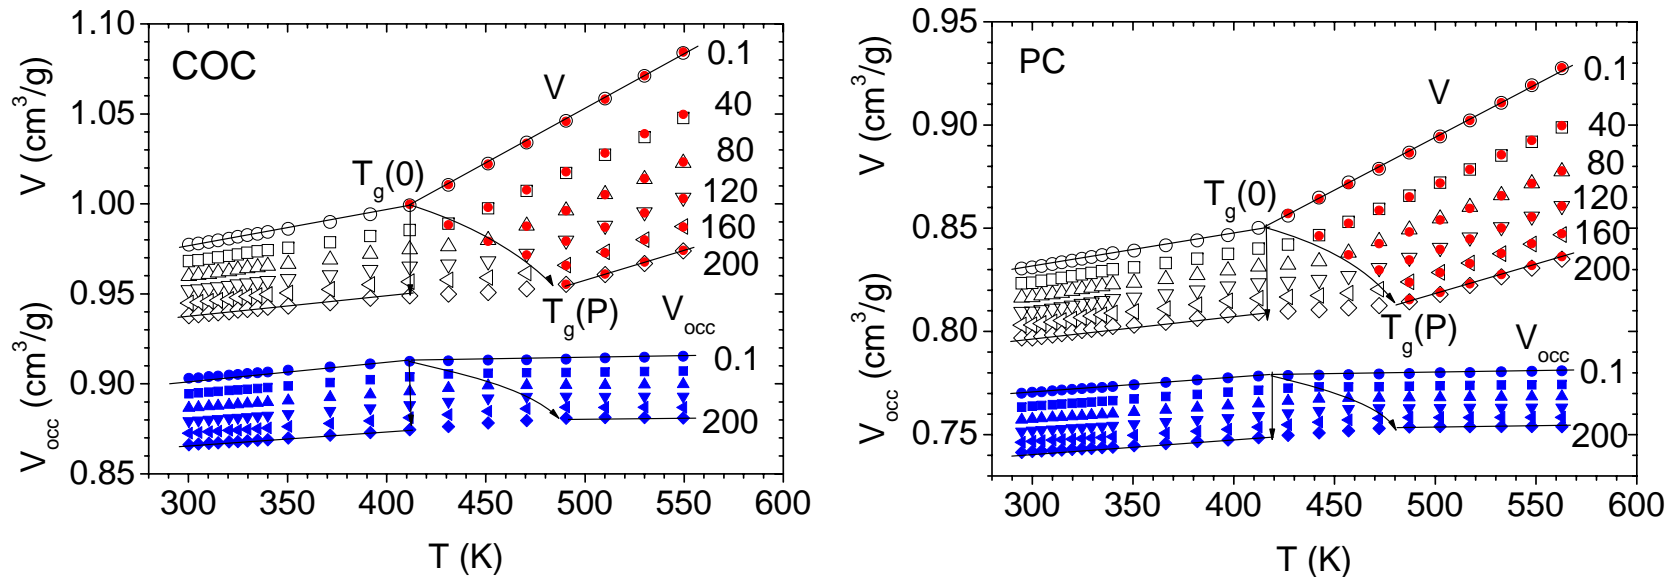 COC
V (cm³/g)
V_occ (cm³/g)
1.10
1.05
1.00
0.95
0.90
0.85
V
0.1
40
80
120
160
200
T_g(0)
T_g(P)
V_occ
0.1
200
300 350 400 450 500 550 600
T (K)
PC
V (cm³/g)
V_occ (cm³/g)
0.95
0.90
0.85
0.80
0.75
V
0.1
40
80
120
160
200
T_g(0)
T_g(P)
V_occ
0.1
200
300 350 400 450 500 550 600
T (K)